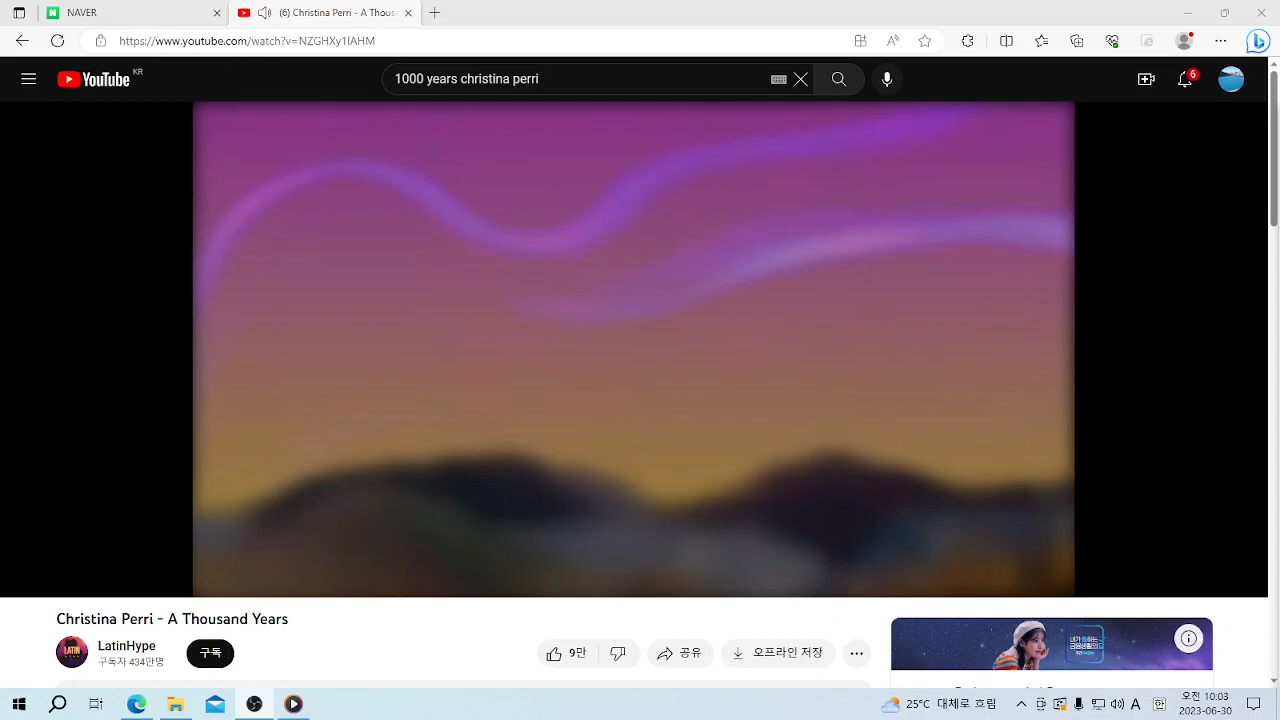 NAVER
(6) Christina Perri - A Thous
https://www.youtube.com/watch?v=NZGHXy1lAHM
YouTube KR
1000 years christina perri
6
Christina Perri - A Thousand Years
LatinHype
구독자 434만명
구독
9만
공유
오프라인 저장
25°C 대체로 흐림
A
오전 10:03
2023-06-30